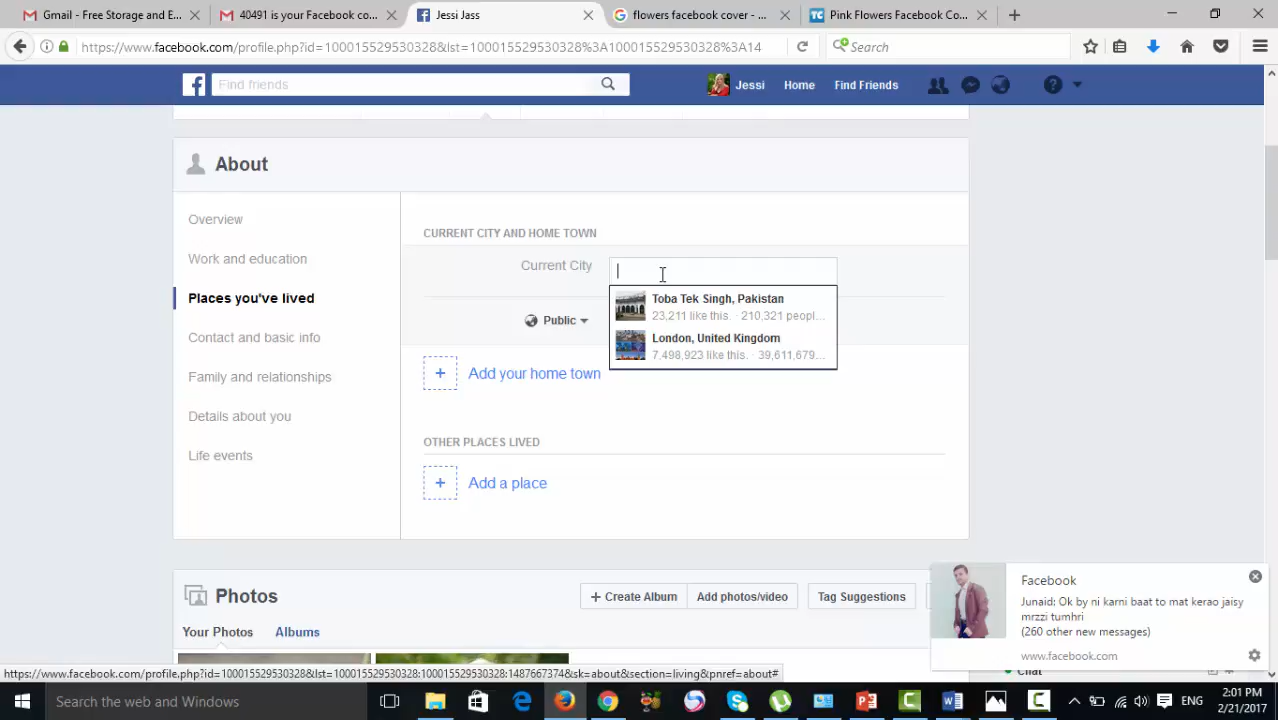 Gmail - Free Storage and E...
40491 is your Facebook co...
Jessi Jass
flowers facebook cover - ...
TC Pink Flowers Facebook Co...
https://www.facebook.com/profile.php?id=100015529530328&lst=100015529530328%3A100015529530328%3A14
Search
Find friends
Jessi
Home
Find Friends
About
Overview
Work and education
Places you've lived
Contact and basic info
Family and relationships
Details about you
Life events
CURRENT CITY AND HOME TOWN
Current City
Toba Tek Singh, Pakistan
23,211 like this. · 210,321 peopl...
London, United Kingdom
7,498,923 like this. · 39,611,679...
Public
Add your home town
OTHER PLACES LIVED
Add a place
Photos
+ Create Album
Add photos/video
Tag Suggestions
Your Photos
Albums
Facebook
Junaid: Ok by ni karni baat to mat kerao jaisy
mrzzi tumhri
(260 other new messages)
www.facebook.com
Chat
https://www.facebook.com/profile.php?id=100015529530328&lst=100015529530328:100015529530328:1487667374&sk=about&section=living&pnref=about#
Search the web and Windows
ENG
2:01 PM
2/21/2017